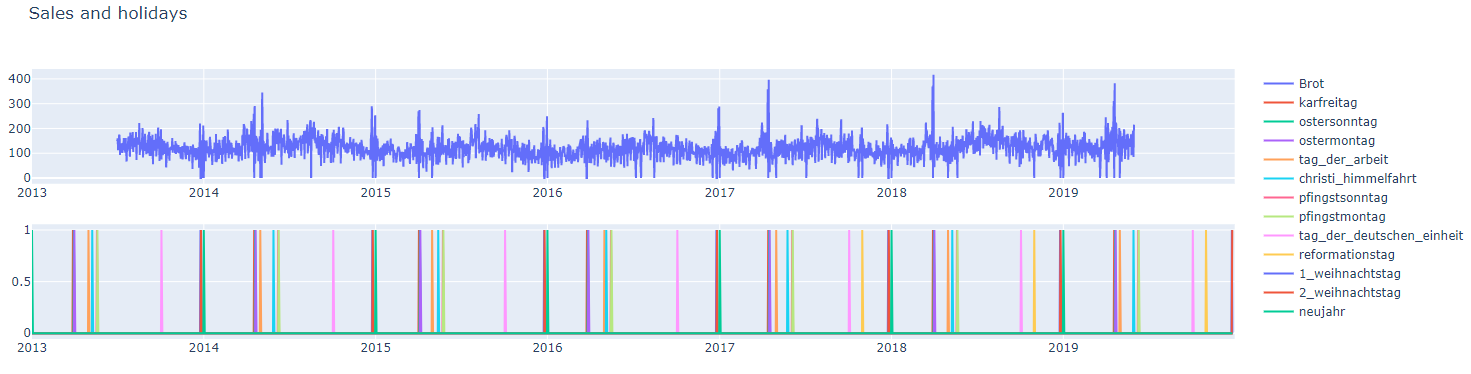 Sales and holidays
400
300
200
100
0
2013 2014 2015 2016 2017 2018 2019
1
0.5
0
2013 2014 2015 2016 2017 2018 2019
Brot
karfreitag
ostersonntag
ostermontag
tag_der_arbeit
christi_himmelfahrt
pfingstsonntag
pfingstmontag
tag_der_deutschen_einheit
reformationstag
1_weihnachtstag
2_weihnachtstag
neujahr